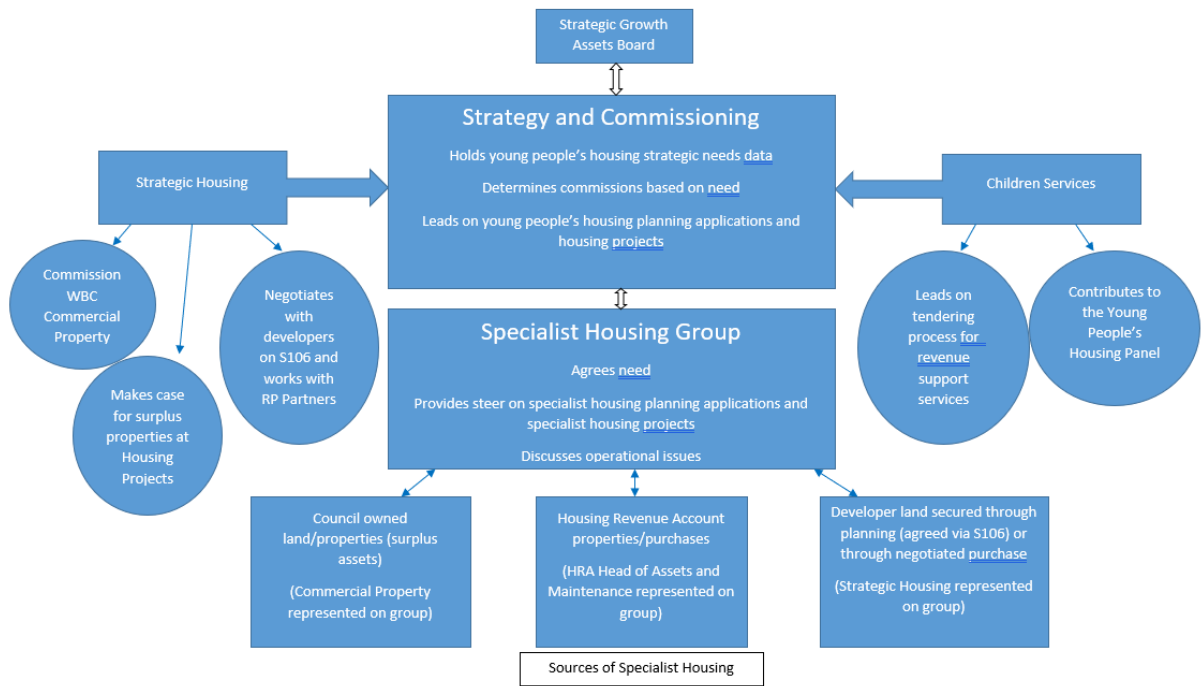 Strategic Growth
Assets Board
Strategy and Commissioning
Holds young people’s housing strategic needs data
Determines commissions based on need
Leads on young people’s housing planning applications and
housing projects
Strategic Housing
Children Services
Commission
WBC
Commercial
Property
Makes case
for surplus
properties at
Housing
Projects
Negotiates
with
developers
on S106 and
works with
RP Partners
Leads on
tendering
process for
revenue
support
services
Contributes to
the Young
People’s
Housing Panel
Specialist Housing Group
Agrees need
Provides steer on specialist housing planning applications and
specialist housing projects
Discusses operational issues
Council owned
land/properties (surplus
assets)
(Commercial Property
represented on group)
Housing Revenue Account
properties/purchases
(HRA Head of Assets and
Maintenance represented on
group)
Developer land secured through
planning (agreed via S106) or
through negotiated purchase
(Strategic Housing represented
on group)
Sources of Specialist Housing